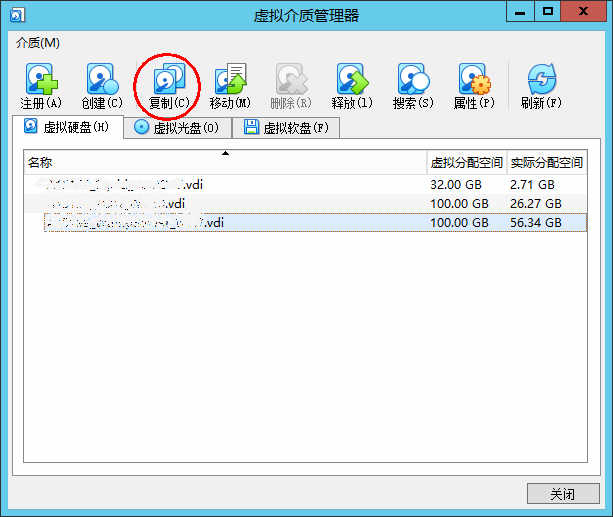 虚拟介质管理器
介质(M)
注册(A) 创建(C) 复制(C) 移动(M) 删除(R) 释放(l) 搜索(S) 属性(P) 刷新(F)
虚拟硬盘(H) 虚拟光盘(O) 虚拟软盘(F)
名称 虚拟分配空间 实际分配空间
.vdi 32.00 GB 2.71 GB
.vdi 100.00 GB 26.27 GB
.vdi 100.00 GB 56.34 GB
关闭